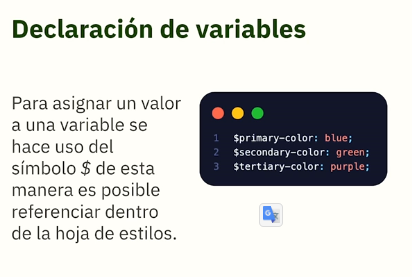 Declaración de variables
Para asignar un valor
a una variable se
hace uso del
símbolo $ de esta
manera es posible
referenciar dentro
de la hoja de estilos.
1 $primary-color: blue;
2 $secondary-color: green;
3 $tertiary-color: purple;